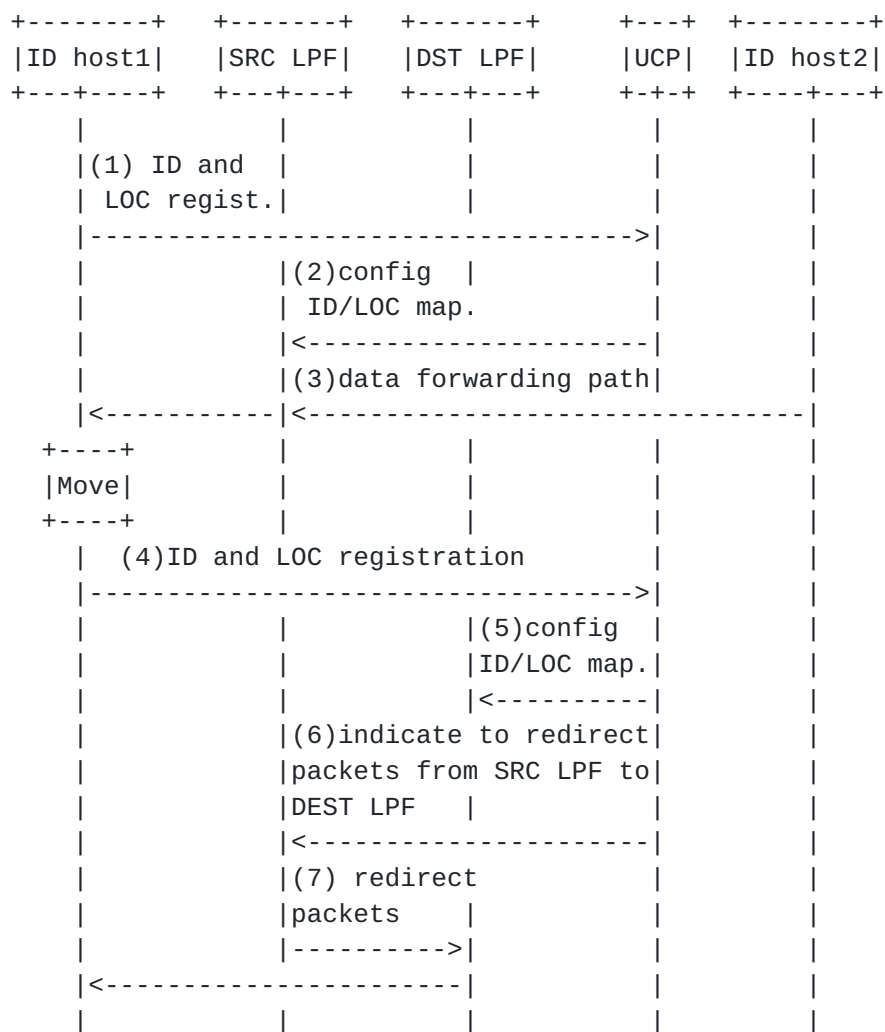 ID host1 SRC LPF DST LPF UCP ID host2
(1) ID and
LOC regist.
(2)config
ID/LOC map.
(3)data forwarding path
Move
(4)ID and LOC registration
(5)config
ID/LOC map.
(6)indicate to redirect
packets from SRC LPF to
DEST LPF
(7) redirect
packets